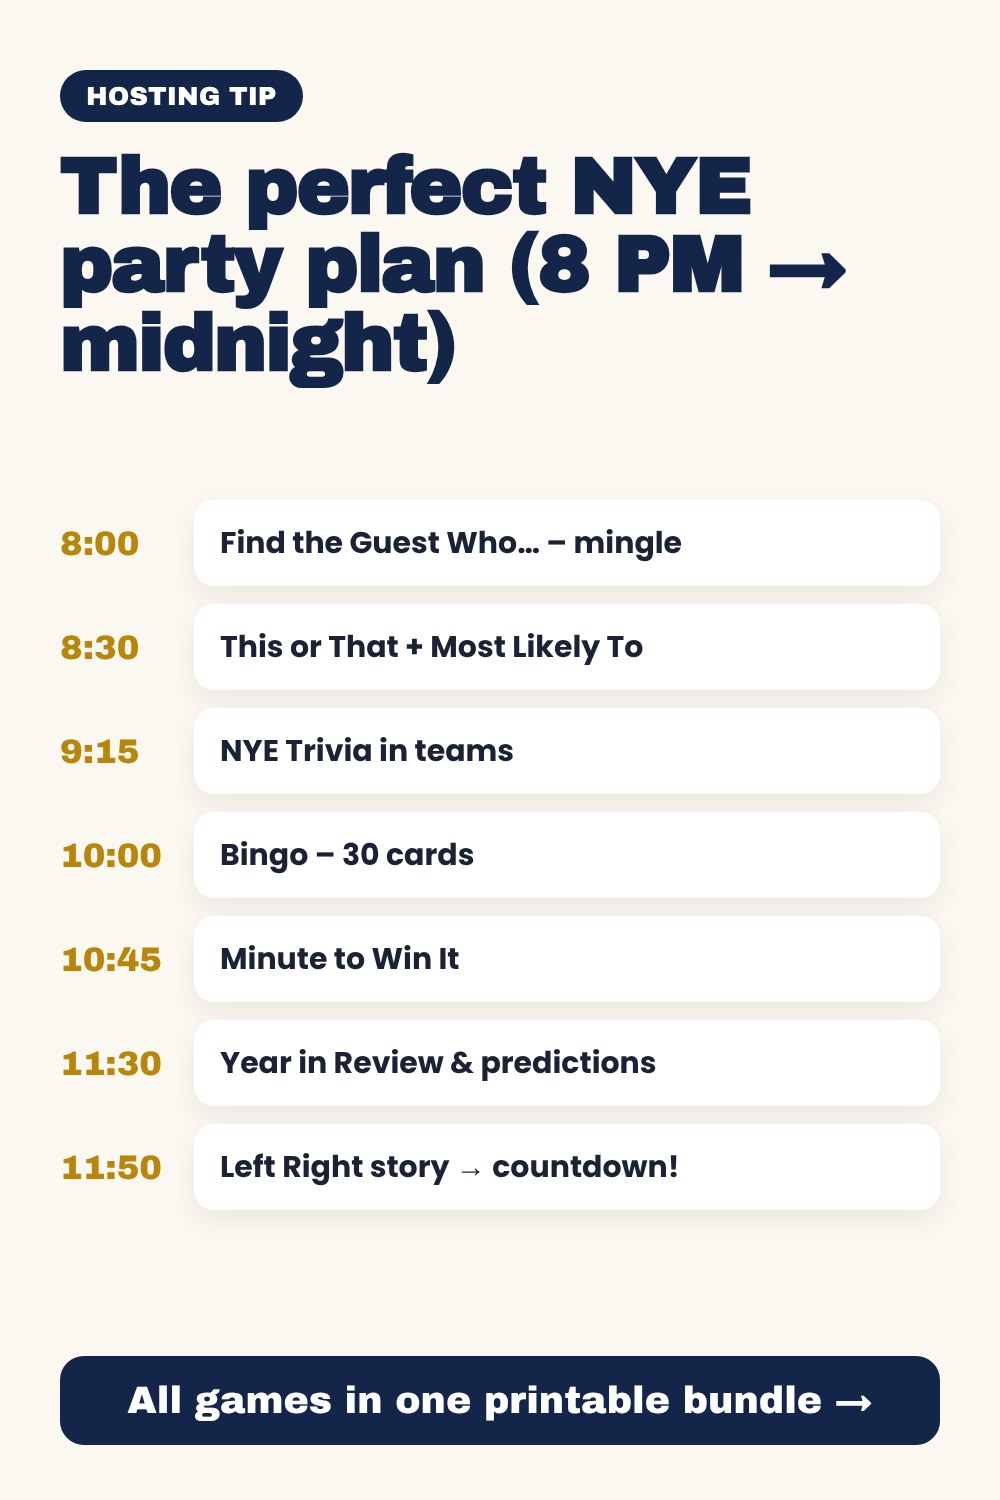 HOSTING TIP
The perfect NYE
party plan (8 PM →
midnight)
8:00 Find the Guest Who... – mingle
8:30 This or That + Most Likely To
9:15 NYE Trivia in teams
10:00 Bingo – 30 cards
10:45 Minute to Win It
11:30 Year in Review & predictions
11:50 Left Right story → countdown!
All games in one printable bundle →